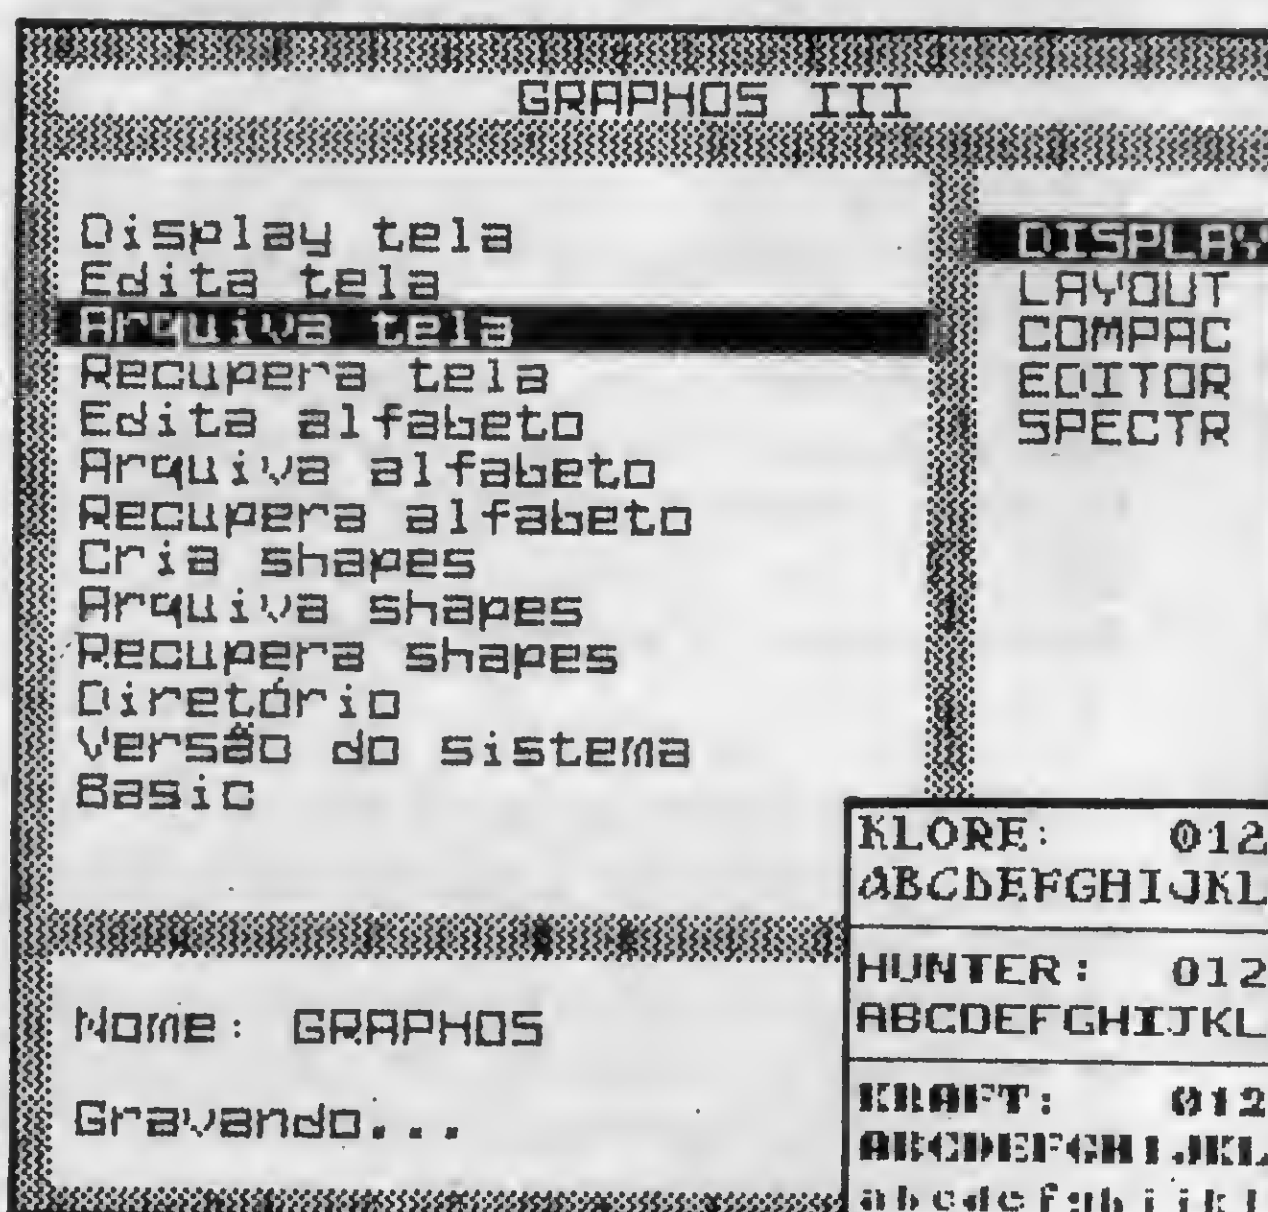 GRAPHOS III
Display tela
Edita tela
Arquiva tela
Recupera tela
Edita alfabeto
Arquiva alfabeto
Recupera alfabeto
Cria shapes
Arquiva shapes
Recupera shapes
Diretório
Versão do sistema
Basic
DISPLAY
LAYOUT
COMPAC
EDITOR
SPECTR
Nome: GRAPHOS
Gravando...
KLORE: 012
ABCDEFGHIJKL
HUNTER: 012
ABCDEFGHIJKL
KRAFT: 012
ABCDEFGHIJKL
abcdefghijkl